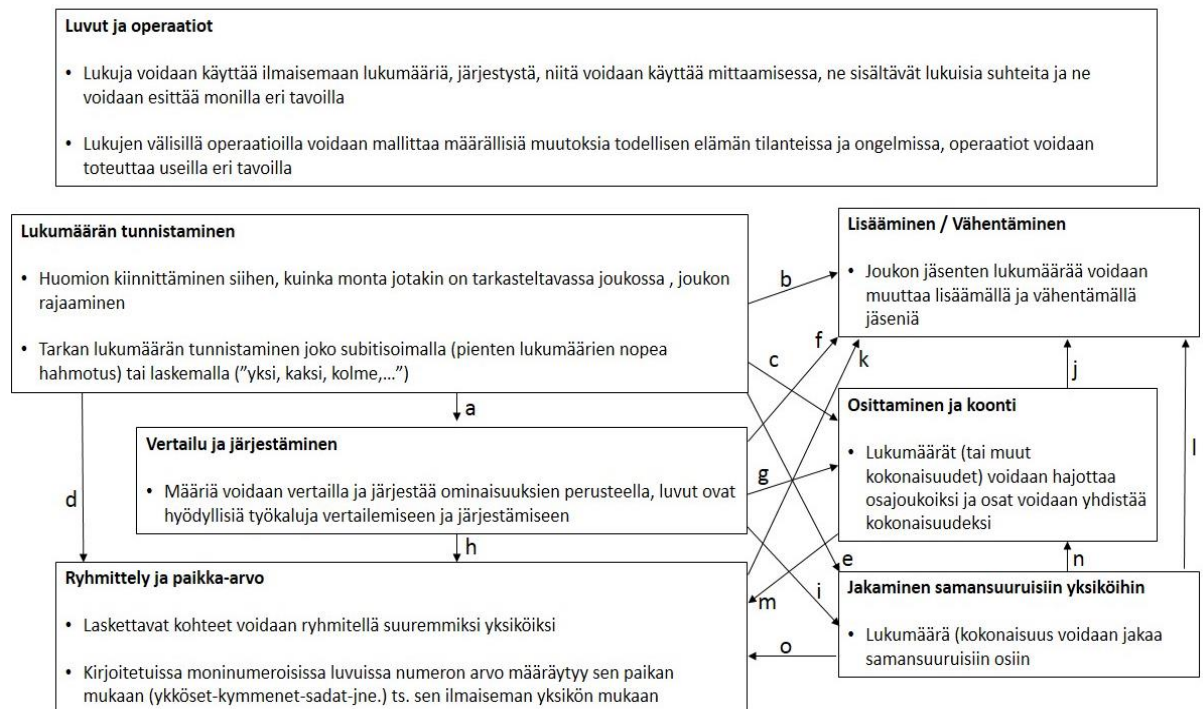 Luvut ja operaatiot
• Lukuja voidaan käyttää ilmaisemaan lukumääriä, järjestystä, niitä voidaan käyttää mittaamisessa, ne sisältävät lukuisia suhteita ja ne
voidaan esittää monilla eri tavoilla
• Lukujen välisillä operaatioilla voidaan mallittaa määrällisiä muutoksia todellisen elämän tilanteissa ja ongelmissa, operaatiot voidaan
toteuttaa useilla eri tavoilla
Lukumäärän tunnistaminen
• Huomion kiinnittäminen siihen, kuinka monta jotakin on tarkasteltavassa joukossa , joukon
rajaaminen
• Tarkan lukumäärän tunnistaminen joko subitisoimalla (pienten lukumäärien nopea
hahmotus) tai laskemalla ("yksi, kaksi, kolme,...")
b
f
c
k
Lisääminen / Vähentäminen
• Joukon jäsenten lukumäärää voidaan
muuttaa lisäämällä ja vähentämällä
jäseniä
a
j
l
d
Vertailu ja järjestäminen
• Määriä voidaan vertailla ja järjestää ominaisuuksien perusteella, luvut ovat
hyödyllisiä työkaluja vertailemiseen ja järjestämiseen
g
Osittaminen ja koonti
• Lukumäärät (tai muut
kokonaisuudet) voidaan hajottaa
osajoukoiksi ja osat voidaan yhdistää
kokonaisuudeksi
h
e
n
m
i
o
Ryhmittely ja paikka-arvo
• Laskettavat kohteet voidaan ryhmitellä suuremmiksi yksiköiksi
• Kirjoitetuissa moninumeroisissa luvuissa numeron arvo määräytyy sen paikan
mukaan (ykköset-kymmenet-sadat-jne.) ts. sen ilmaiseman yksikön mukaan
Jakaminen samansuuruisiin yksiköihin
• Lukumäärä (kokonaisuus voidaan jakaa
samansuuruisiin osiin